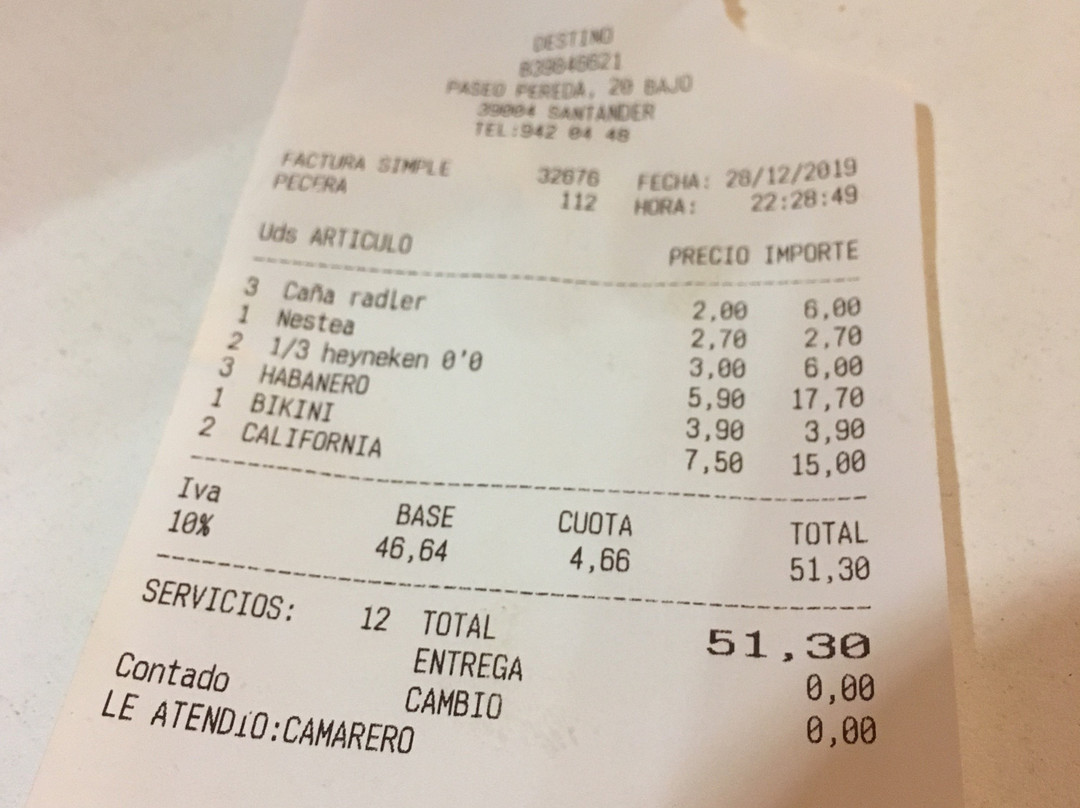 DESTINO
B39846621
PASEO PEREDA, 20 BAJO
39004 SANTANDER
TEL:942 04 48
FACTURA SIMPLE 32676 FECHA: 28/12/2019
PECERA 112 HORA: 22:28:49
Uds ARTICULO PRECIO IMPORTE
3 Caña radler 2,00 6,00
1 Nestea 2,70 2,70
2 1/3 heyneken 0'0 3,00 6,00
3 HABANERO 5,90 17,70
1 BIKINI 3,90 3,90
2 CALIFORNIA 7,50 15,00
Iva BASE CUOTA TOTAL
10% 46,64 4,66 51,30
SERVICIOS: 12 TOTAL 51,30
ENTREGA 0,00
Contado CAMBIO 0,00
LE ATENDIO:CAMARERO